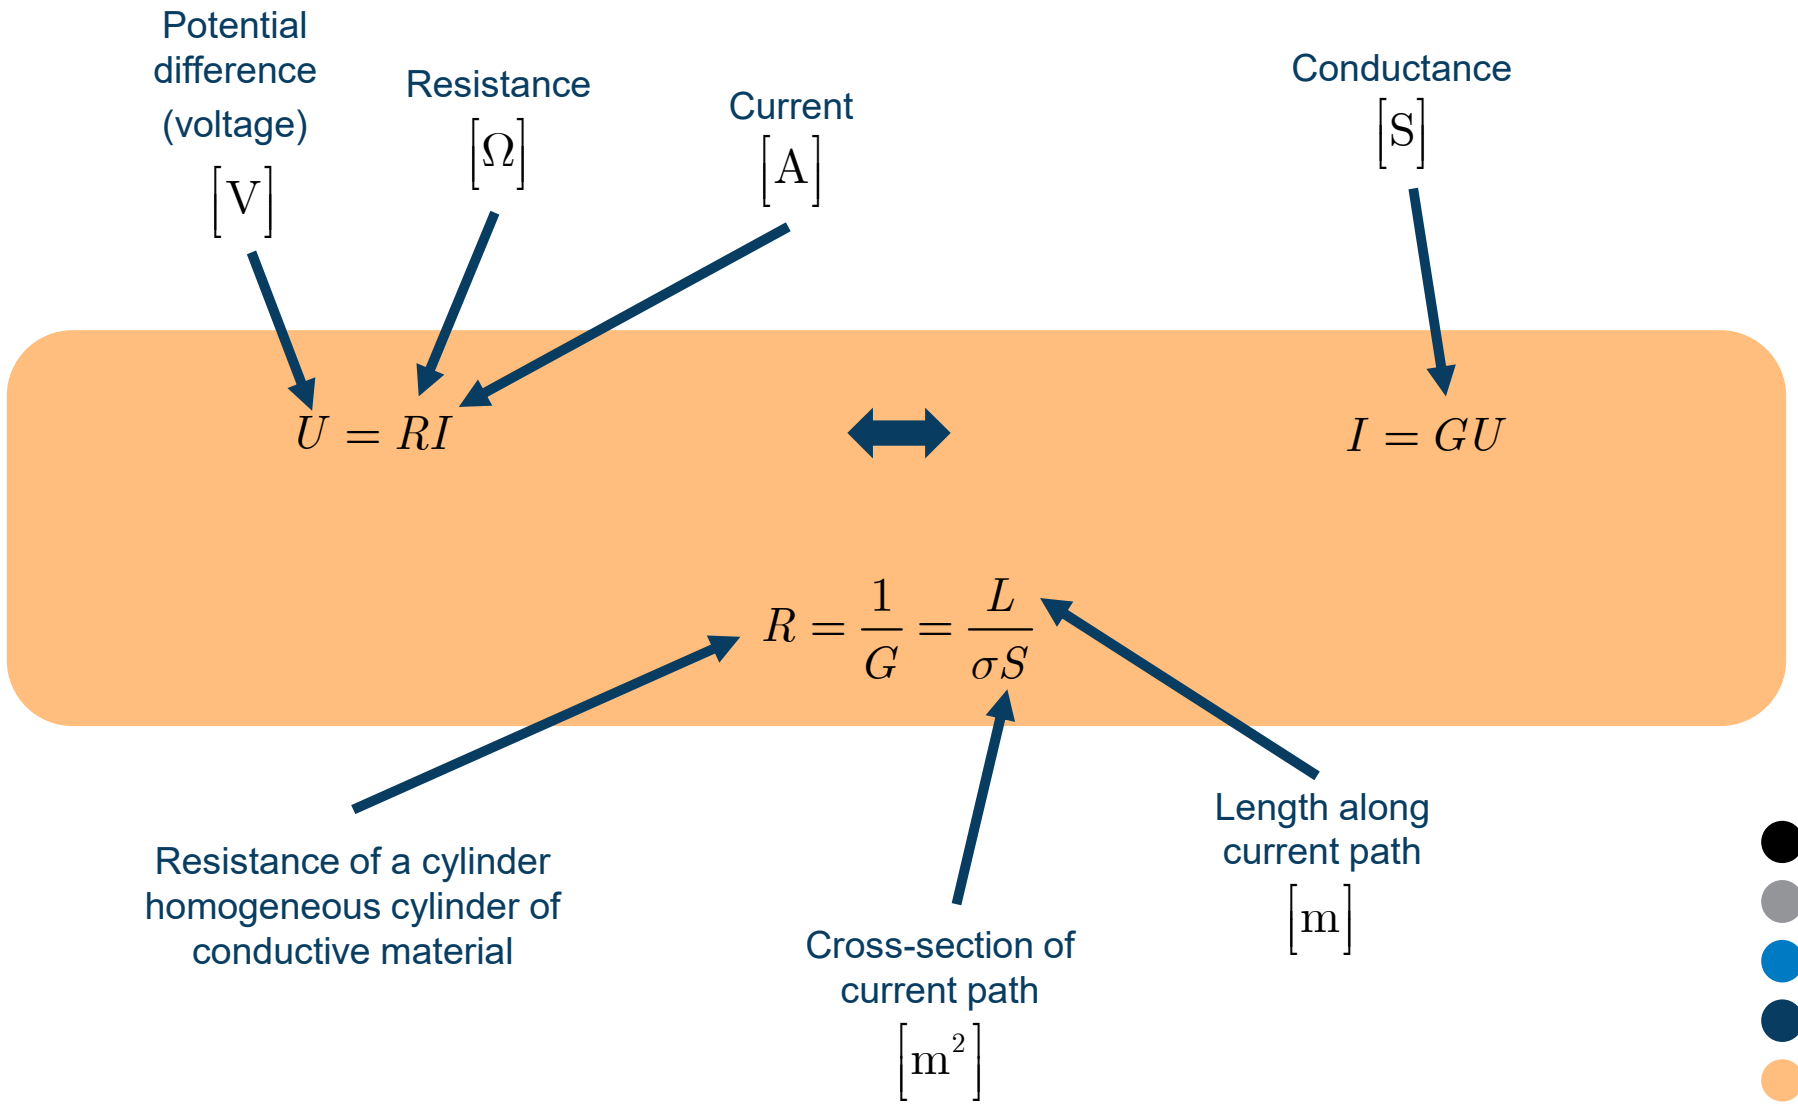 Potential
difference
(voltage)
[V]
Resistance
[Ω]
Current
[A]
Conductance
[S]
U = RI
I = GU
R = 1/G = L/σS
Resistance of a cylinder
homogeneous cylinder of
conductive material
Cross-section of
current path
[m²]
Length along
current path
[m]